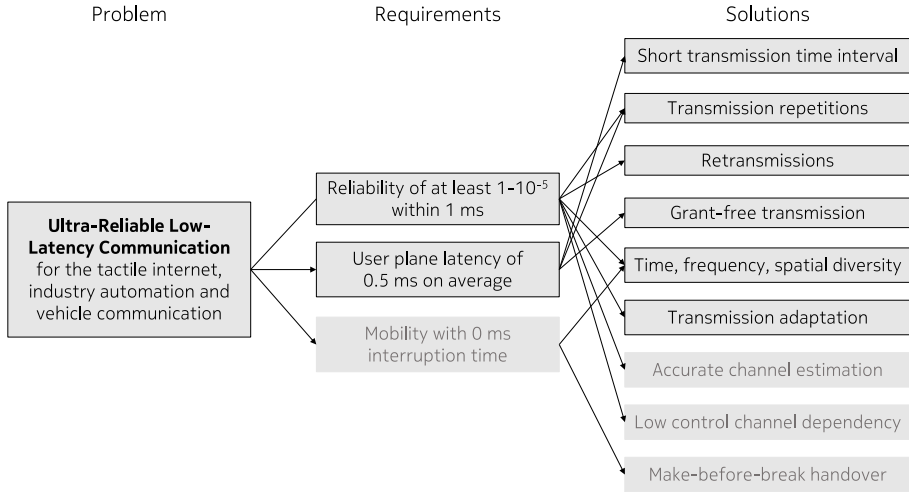 Problem
Requirements
Solutions
Ultra-Reliable Low-
Latency Communication
for the tactile internet,
industry automation and
vehicle communication
Reliability of at least 1-10⁻⁵
within 1 ms
User plane latency of
0.5 ms on average
Mobility with 0 ms
interruption time
Short transmission time interval
Transmission repetitions
Retransmissions
Grant-free transmission
Time, frequency, spatial diversity
Transmission adaptation
Accurate channel estimation
Low control channel dependency
Make-before-break handover